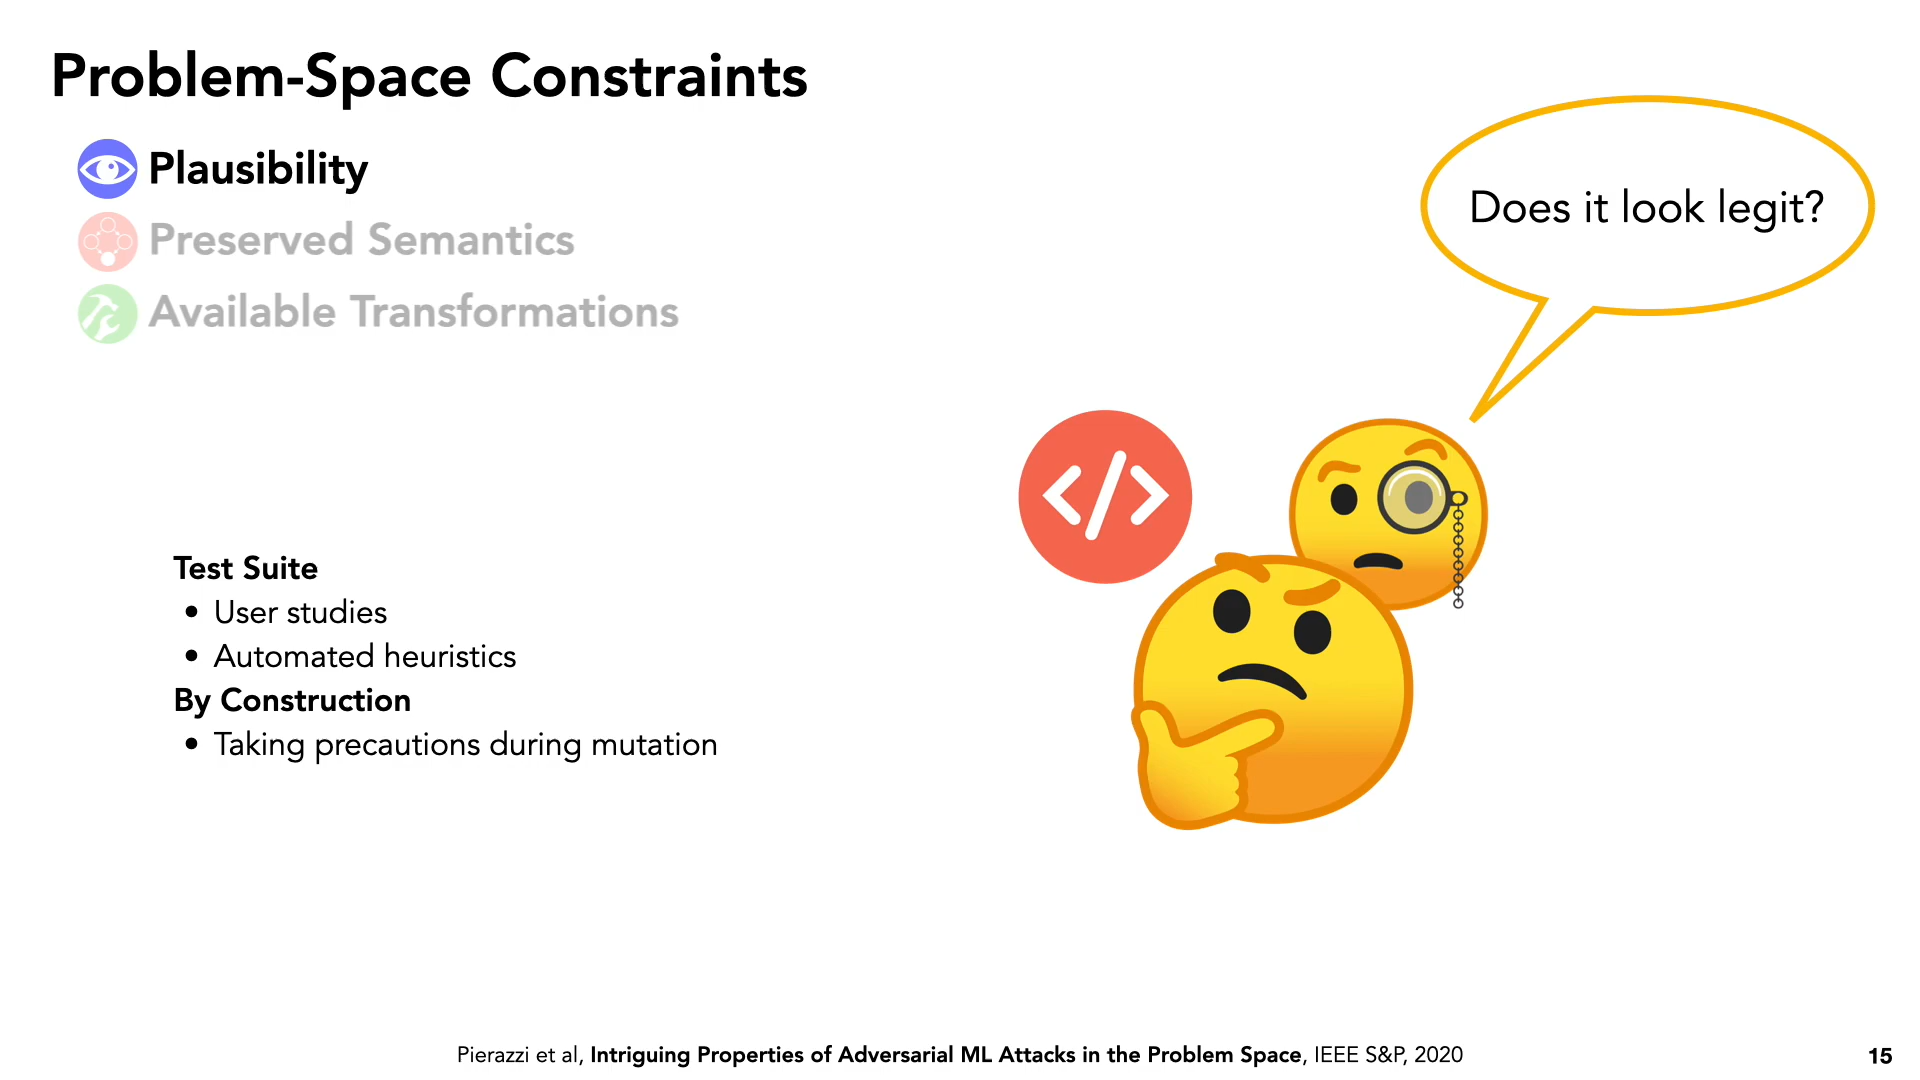 Problem-Space Constraints
Plausibility
Preserved Semantics
Available Transformations
Does it look legit?
</>
Test Suite
• User studies
• Automated heuristics
By Construction
• Taking precautions during mutation
Pierazzi et al, Intriguing Properties of Adversarial ML Attacks in the Problem Space, IEEE S&P, 2020
15